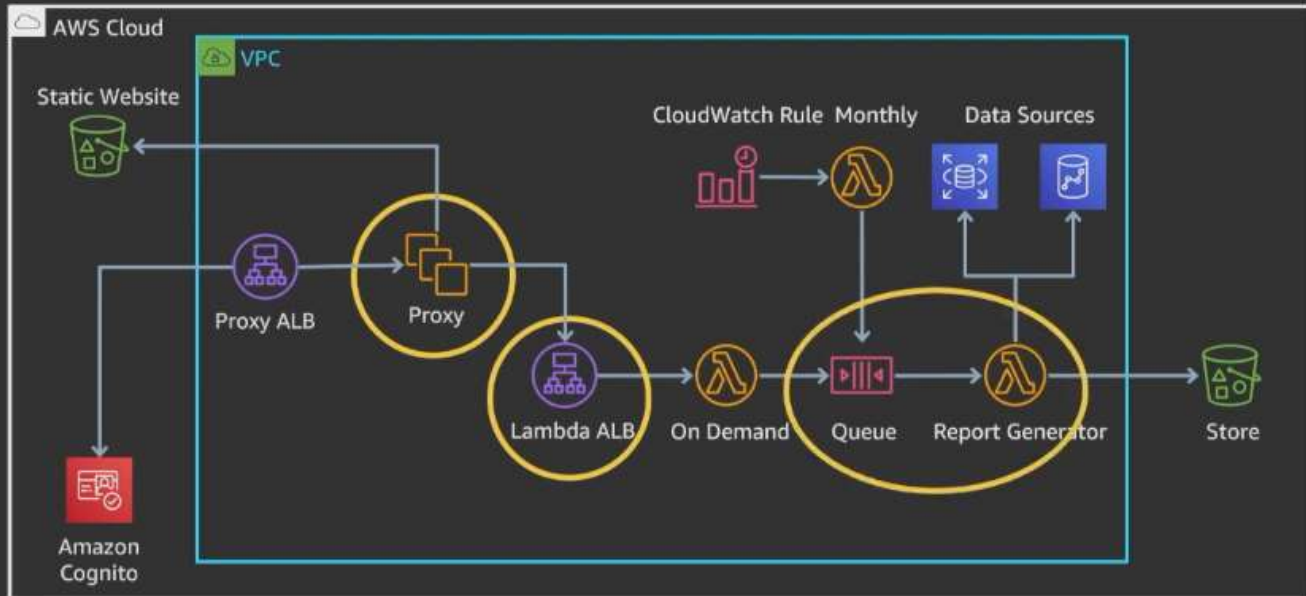 AWS Cloud
VPC
Static Website
CloudWatch Rule
Monthly
Data Sources
Proxy ALB
Proxy
Lambda ALB
On Demand
Queue
Report Generator
Store
Amazon
Cognito